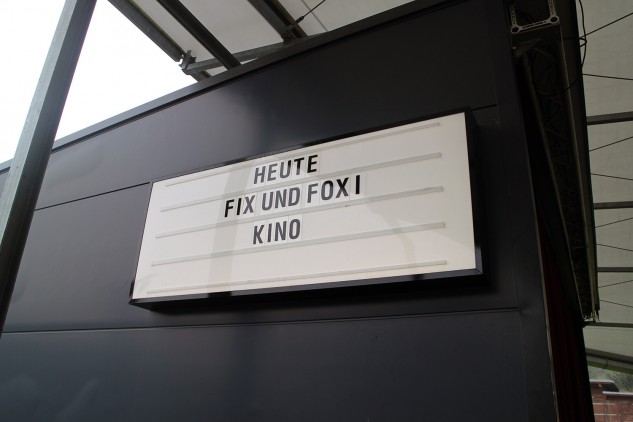 HEUTE
FIX UND FOXI
KINO